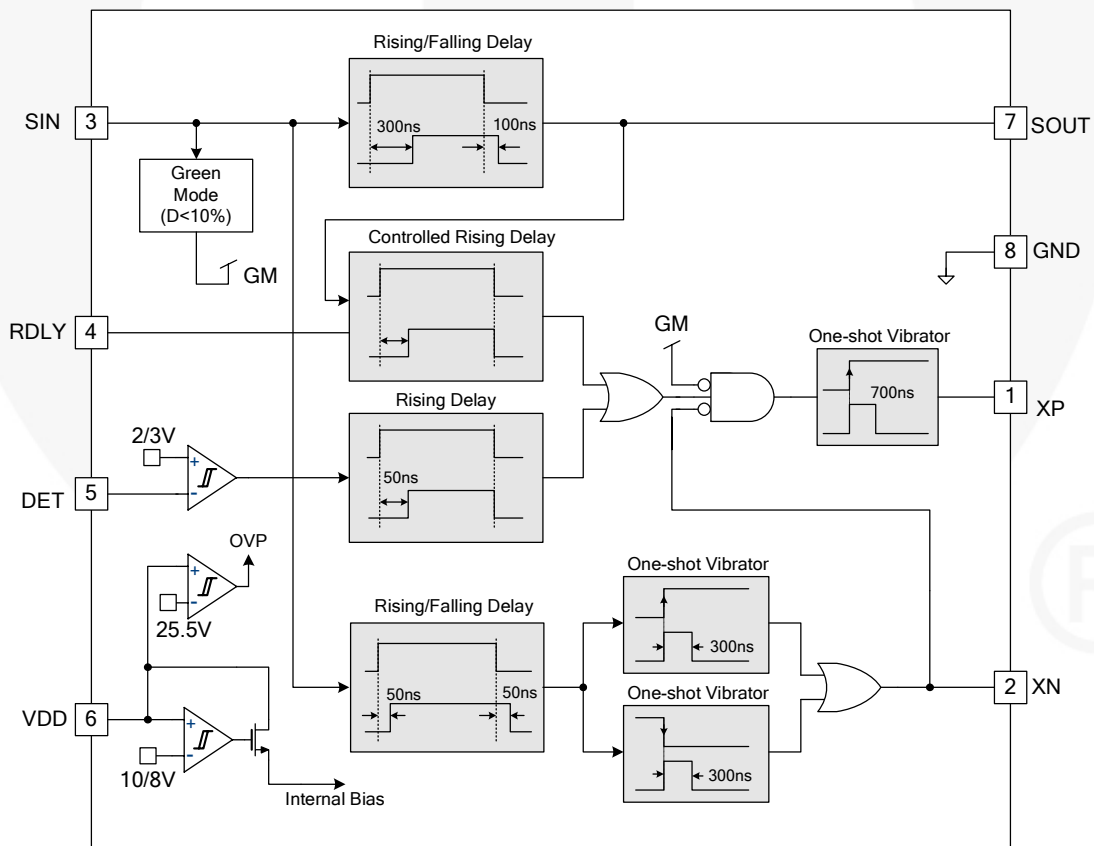 Rising/Falling Delay
SIN
3
300ns
100ns
7
SOUT
Green
Mode
(D<10%)
GM
Controlled Rising Delay
8
GND
RDLY
4
GM
One-shot Vibrator
700ns
1
XP
Rising Delay
2/3V
+
-
50ns
DET
5
OVP
+
-
25.5V
One-shot Vibrator
300ns
Rising/Falling Delay
50ns
50ns
2
XN
One-shot Vibrator
300ns
VDD
6
+
-
10/8V
Internal Bias
®